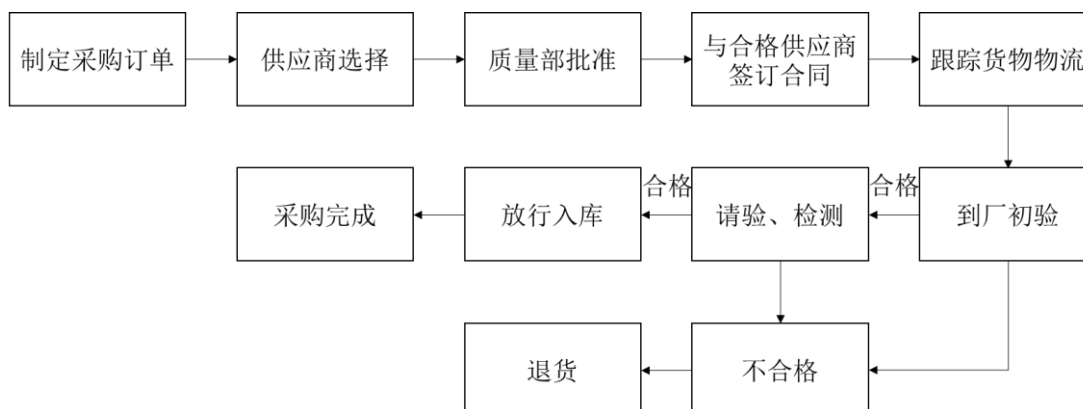 制定采购订单
供应商选择
质量部批准
与合格供应商
签订合同
跟踪货物物流
采购完成
放行入库
合格
请验、检测
合格
到厂初验
退货
不合格